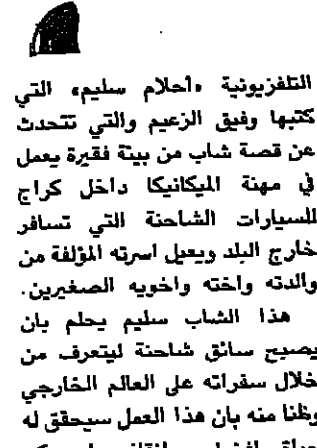 التلفزيونية «أحلام سليم» التي
كتبها وفيق الزعيم والتي تتحدث
عن قصة شاب من بيئة فقيرة يعمل
في مهنة الميكانيكا داخل كراج
للسيارات الشاحنة التي تسافر
خارج البلد ويعيل اسرته المؤلفة من
والدته واخته واخويه الصغيرين.
هذا الشاب سليم يحلم بان
يصبح سائق شاحنة ليتعرف من
خلال سفراته على العالم الخارجي
وظنا منه بان هذا العمل سيحقق له